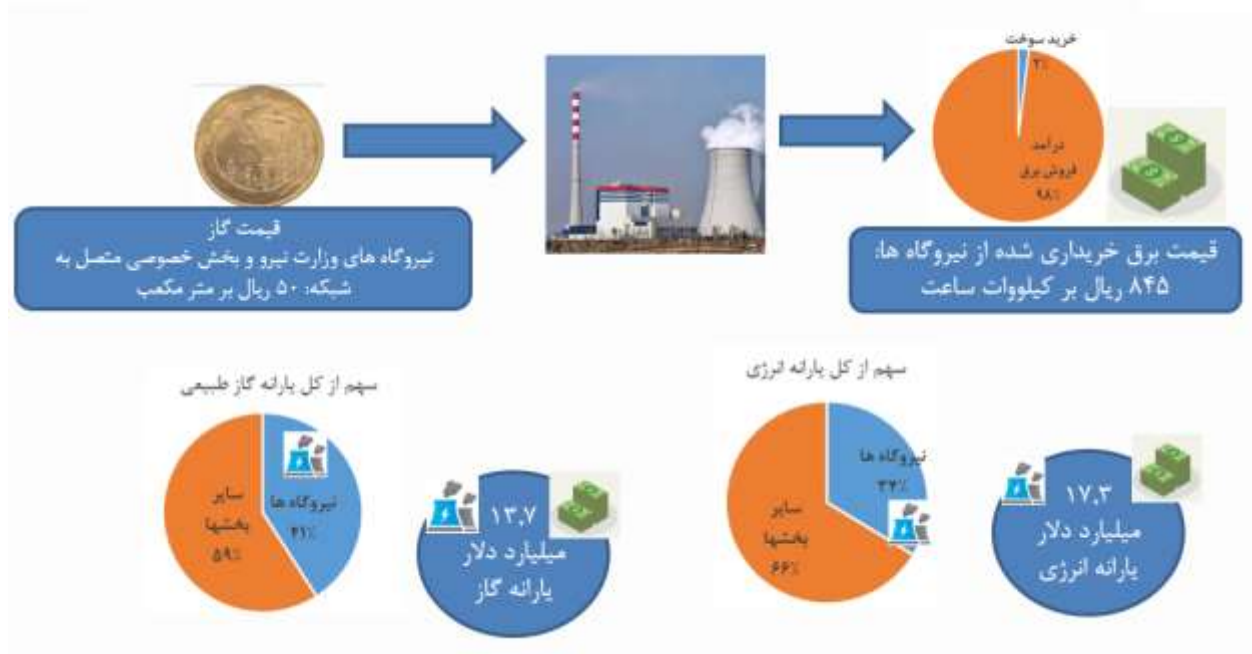 خرید سوخت
۲٪
درآمد
فروش برق
۹۸٪
قیمت گاز
نیروگاه های وزارت نیرو و بخش خصوصی متصل به
شبکه: ۵۰ ریال بر متر مکعب
قیمت برق خریداری شده از نیروگاه ها:
۸۴۵ ریال بر کیلووات ساعت
سهم از کل یارانه انرژی
نیروگاه ها
۳۴٪
سایر
بخشها
۶۶٪
۱۷,۳
میلیارد دلار
یارانه انرژی
سهم از کل یارانه گاز طبیعی
نیروگاه ها
۴۱٪
سایر
بخشها
۵۹٪
۱۳,۷
میلیارد دلار
یارانه گاز